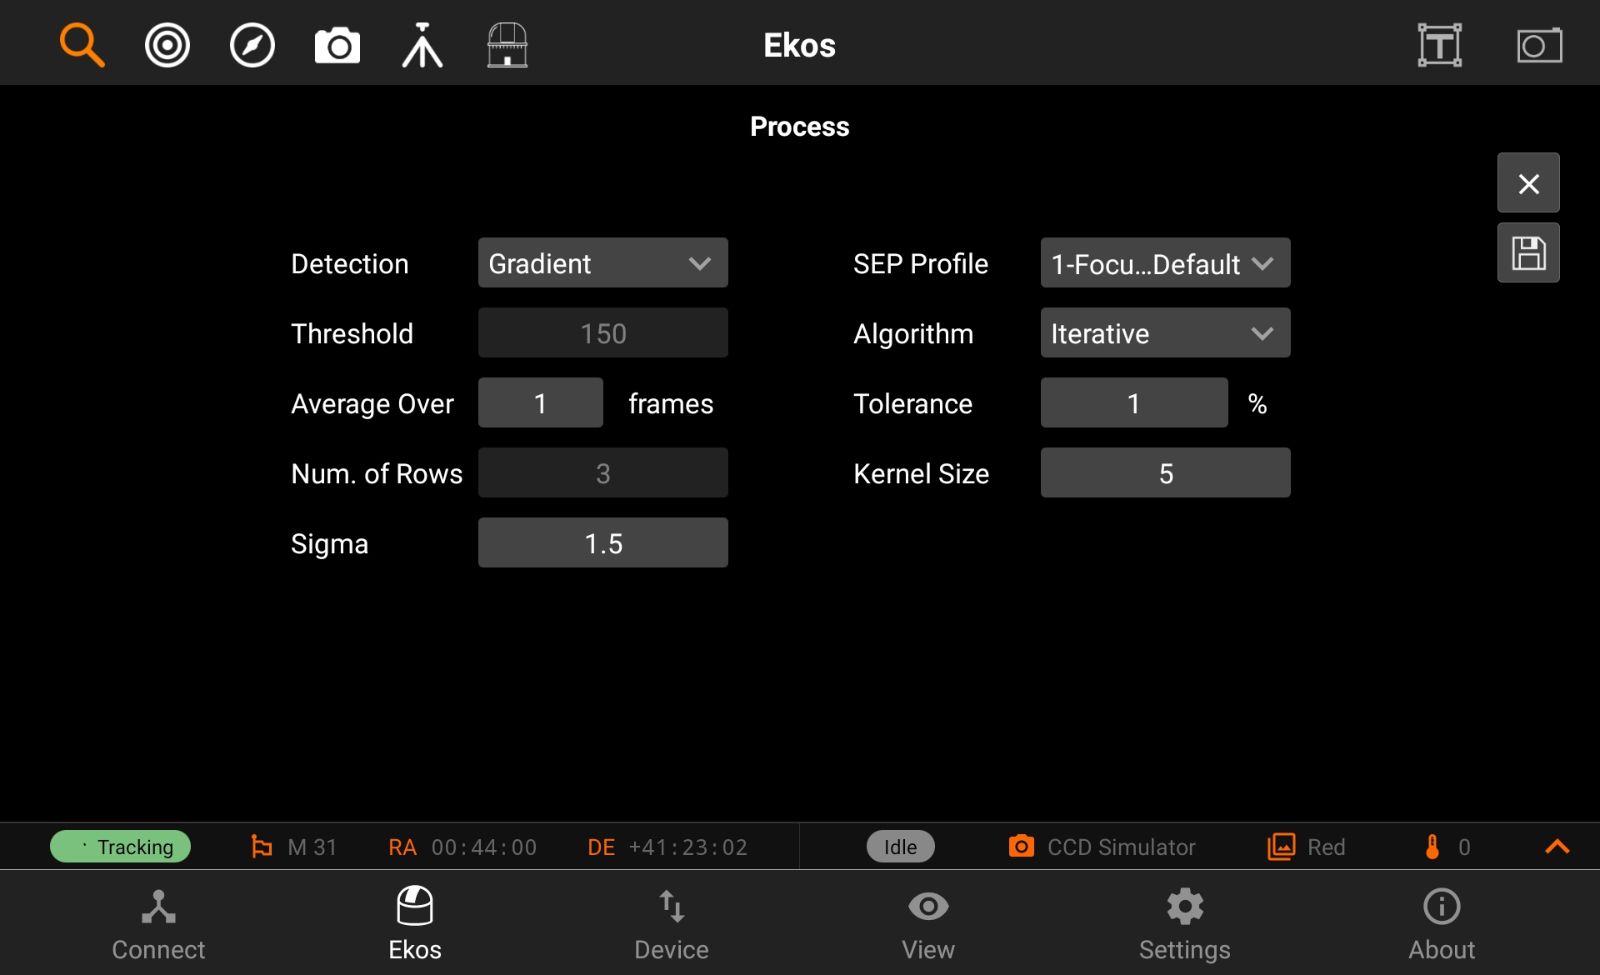 Ekos
Process
Detection Gradient SEP Profile 1-Focu...Default
Threshold 150 Algorithm Iterative
Average Over 1 frames Tolerance 1 %
Num. of Rows 3 Kernel Size 5
Sigma 1.5
Tracking M 31 RA 00:44:00 DE +41:23:02 Idle CCD Simulator Red 0
Connect Ekos Device View Settings About